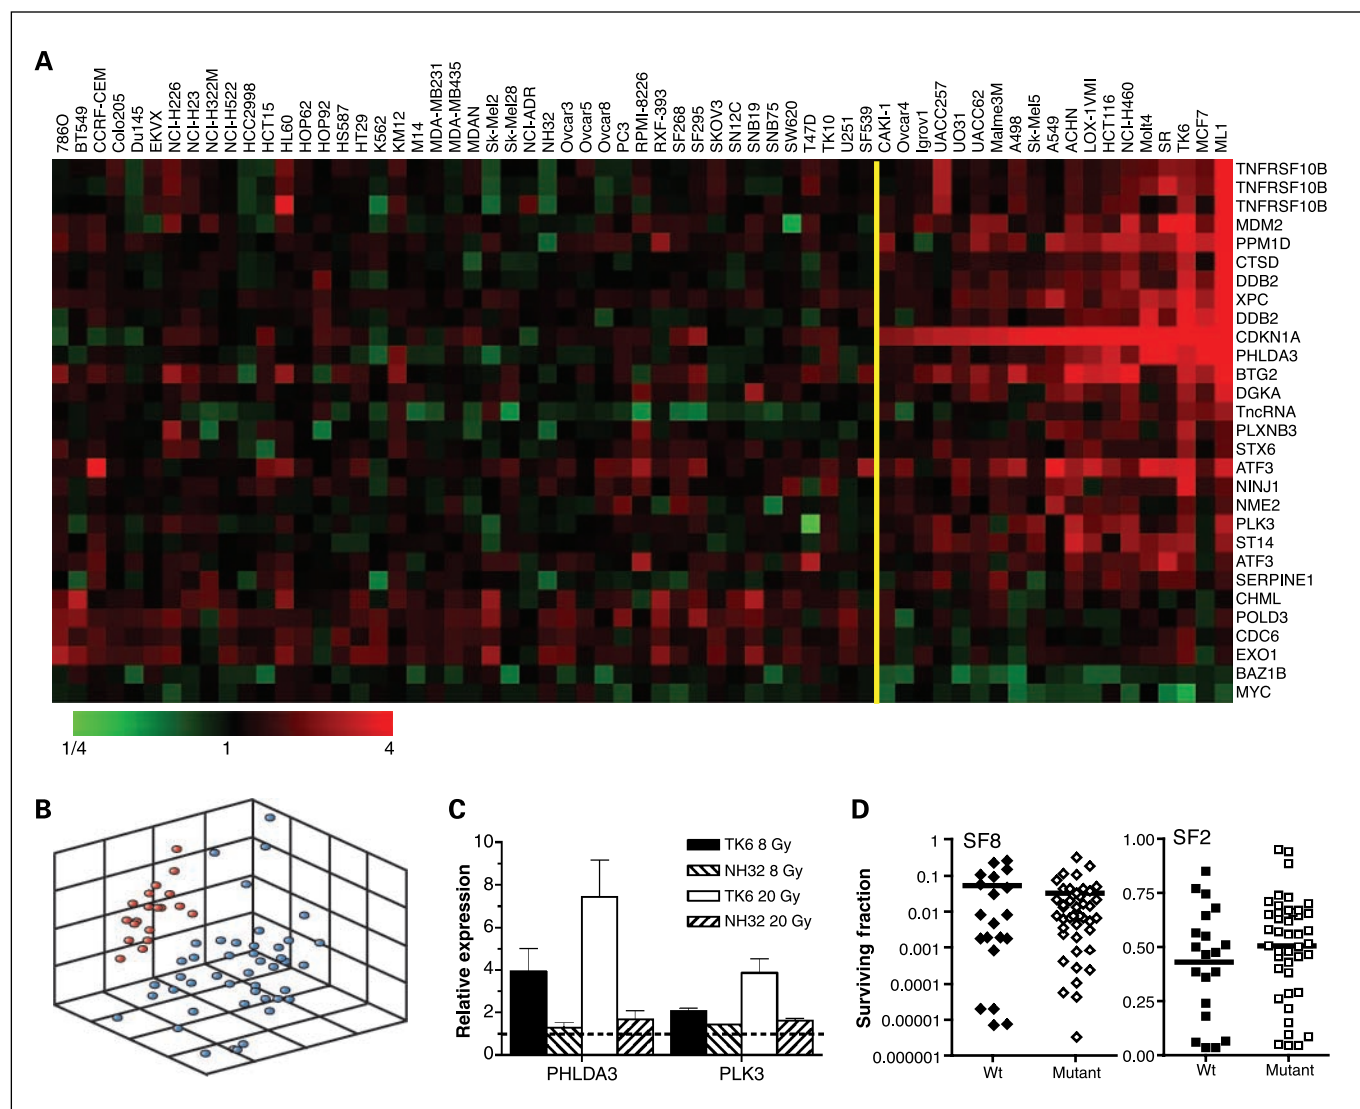 A
786O
BT549
CCRF-CEM
Colo205
Du145
EKVX
NCI-H226
NCI-H23
NCI-H322M
NCI-H522
HCC2998
HCT15
HL60
HOP62
HOP92
HS587
HT29
K562
KM12
M14
MDA-MB231
MDA-MB435
MDAN
Sk-Mel2
Sk-Mel28
NCI-ADR
NH32
Ovcar3
Ovcar5
Ovcar8
PC3
RPMI-8226
RXF-393
SF268
SF295
SKOV3
SN12C
SNB19
SNB75
SW620
T47D
TK10
U251
SF539
CAKI-1
Ovcar4
Igrov1
UACC257
UO31
UACC62
Malme3M
A498
Sk-Mel5
A549
ACHN
LOX-1VMI
HCT116
NCI-H460
Molt4
SR
TK6
MCF7
ML1
TNFRSF10B
TNFRSF10B
TNFRSF10B
MDM2
PPM1D
CTSD
DDB2
XPC
DDB2
CDKN1A
PHLDA3
BTG2
DGKA
TncRNA
PLXNB3
STX6
ATF3
NINJ1
NME2
PLK3
ST14
ATF3
SERPINE1
CHML
POLD3
CDC6
EXO1
BAZ1B
MYC
1/4 1 4
B
C
Relative expression
10
8
6
4
2
0
TK6 8 Gy
NH32 8 Gy
TK6 20 Gy
NH32 20 Gy
PHLDA3 PLK3
D
Surviving fraction
SF8
1
0.1
0.01
0.001
0.0001
0.00001
0.000001
Wt Mutant
SF2
1.00
0.75
0.50
0.25
0.00
Wt Mutant